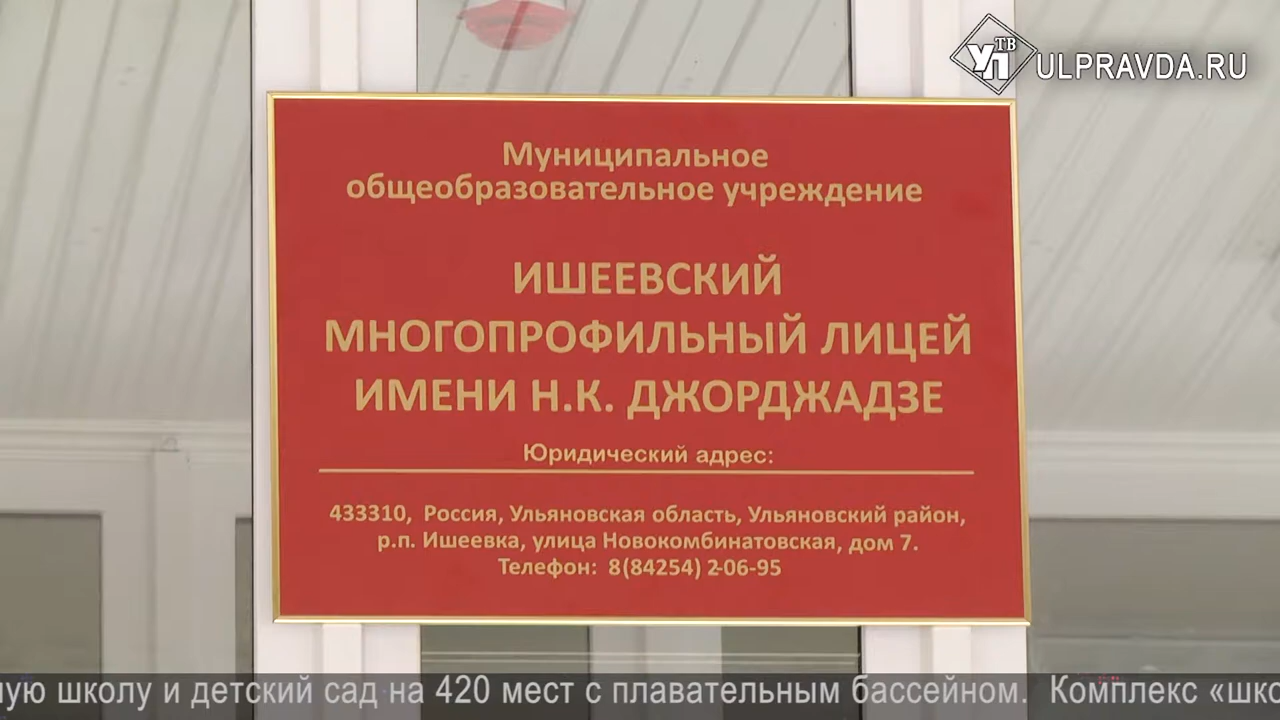 УП ТВ ULPRAVDA.RU
Муниципальное
общеобразовательное учреждение
ИШЕЕВСКИЙ
МНОГОПРОФИЛЬНЫЙ ЛИЦЕЙ
ИМЕНИ Н.К. ДЖОРДЖАДЗЕ
Юридический адрес:
433310, Россия, Ульяновская область, Ульяновский район,
р.п. Ишеевка, улица Новокомбинатовская, дом 7.
Телефон: 8(84254) 2-06-95
школу и детский сад на 420 мест с плавательным бассейном. Комплекс